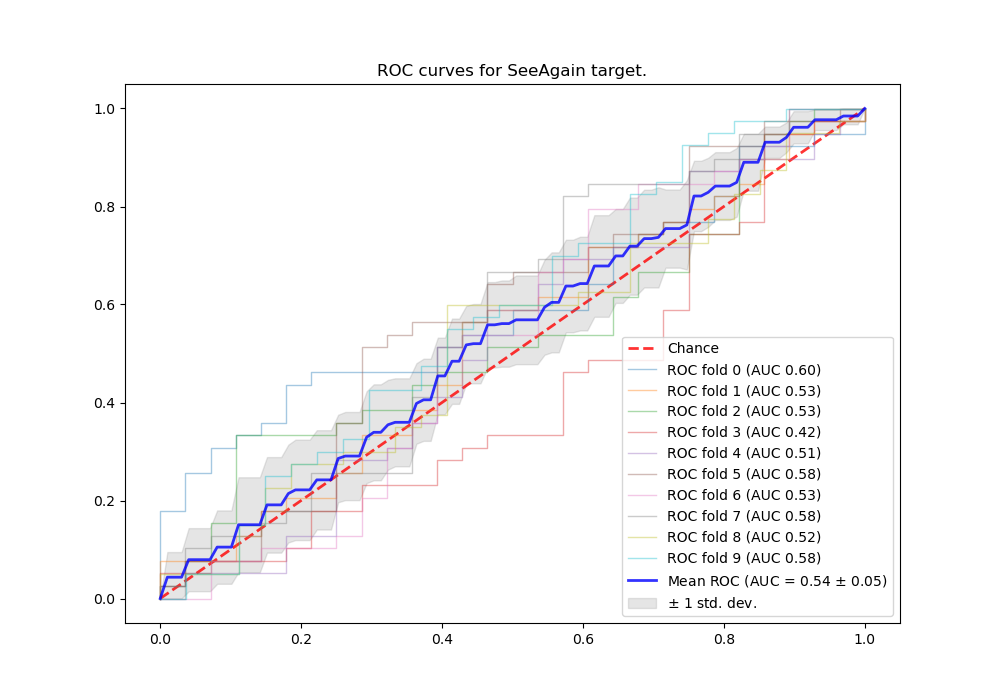 ROC curves for SeeAgain target.
1.0
0.8
0.6
0.4
0.2
0.0
0.0 0.2 0.4 0.6 0.8 1.0
Chance
ROC fold 0 (AUC 0.60)
ROC fold 1 (AUC 0.53)
ROC fold 2 (AUC 0.53)
ROC fold 3 (AUC 0.42)
ROC fold 4 (AUC 0.51)
ROC fold 5 (AUC 0.58)
ROC fold 6 (AUC 0.53)
ROC fold 7 (AUC 0.58)
ROC fold 8 (AUC 0.52)
ROC fold 9 (AUC 0.58)
Mean ROC (AUC = 0.54 ± 0.05)
± 1 std. dev.